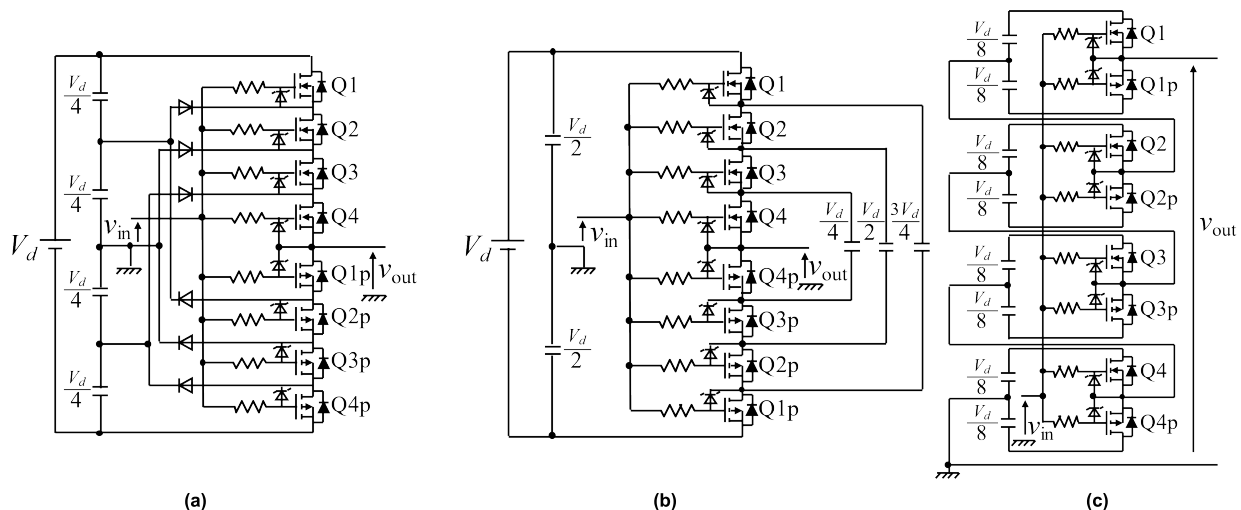 V_d/4
V_d/4
V_d/4
V_d/4
V_d
v_in
Q1
Q2
Q3
Q4
Q1p
Q2p
Q3p
Q4p
v_out
(a)
V_d/2
V_d/2
V_d
v_in
Q1
Q2
Q3
Q4
Q4p
Q3p
Q2p
Q1p
V_d/4
V_d/2
3V_d/4
v_out
(b)
V_d/8
V_d/8
Q1
Q1p
V_d/8
V_d/8
Q2
Q2p
V_d/8
V_d/8
Q3
Q3p
V_d/8
V_d/8
Q4
Q4p
v_in
v_out
(c)